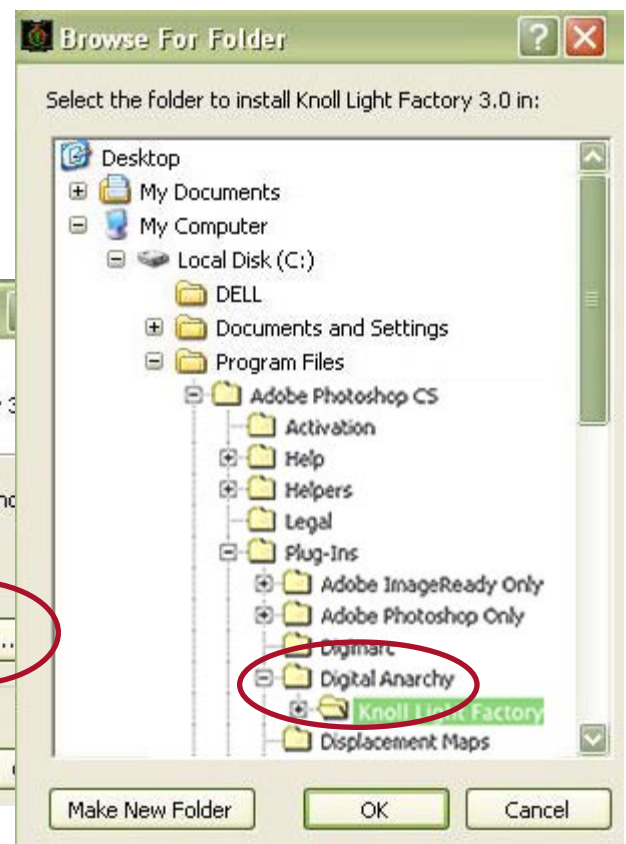 Browse For Folder
Select the folder to install Knoll Light Factory 3.0 in:
Desktop
My Documents
My Computer
Local Disk (C:)
DELL
Documents and Settings
Program Files
Adobe Photoshop CS
Activation
Help
Helpers
Legal
Plug-Ins
Adobe ImageReady Only
Adobe Photoshop Only
Digimarc
Digital Anarchy
Knoll Light Factory
Displacement Maps
Make New Folder
OK
Cancel